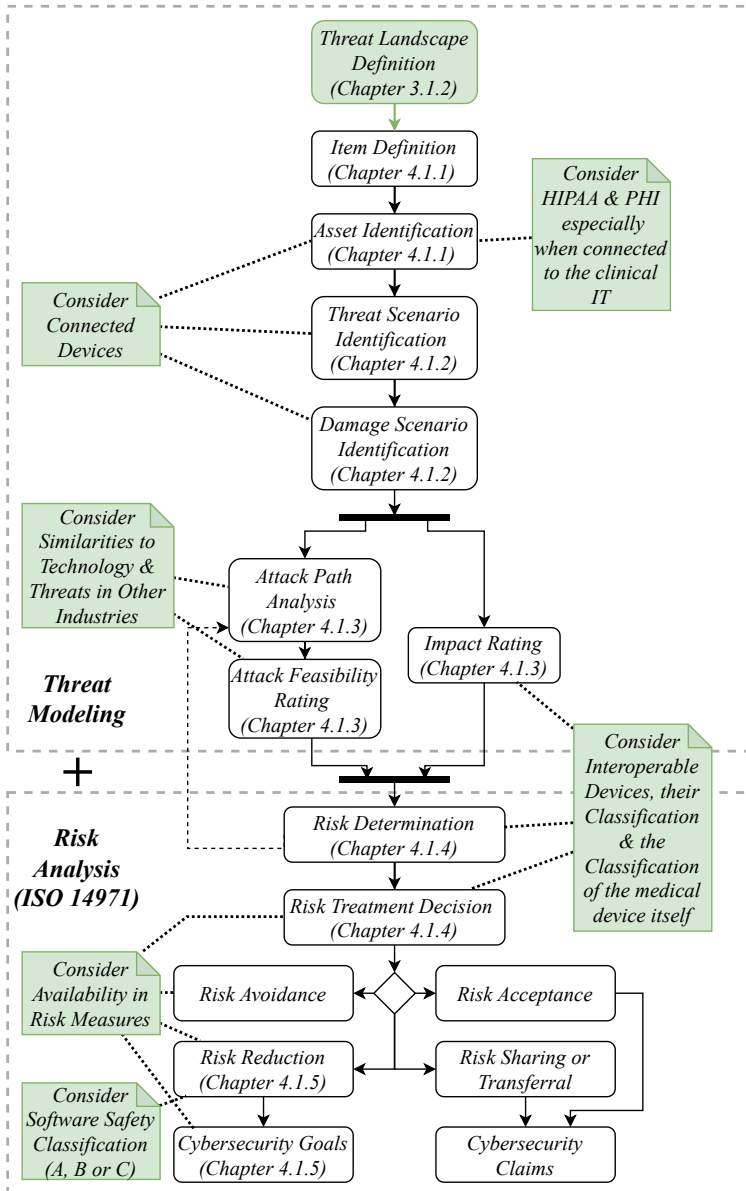 Threat Landscape
Definition
(Chapter 3.1.2)
Item Definition
(Chapter 4.1.1)
Consider
HIPAA & PHI
especially
when connected
to the clinical
IT
Asset Identification
(Chapter 4.1.1)
Consider
Connected
Devices
Threat Scenario
Identification
(Chapter 4.1.2)
Damage Scenario
Identification
(Chapter 4.1.2)
Consider
Similarities to
Technology &
Threats in Other
Industries
Attack Path
Analysis
(Chapter 4.1.3)
Impact Rating
(Chapter 4.1.3)
Attack Feasibility
Rating
(Chapter 4.1.3)
Threat
Modeling
+
Consider
Interoperable
Devices, their
Classification
& the
Classification
of the medical
device itself
Risk
Analysis
(ISO 14971)
Risk Determination
(Chapter 4.1.4)
Risk Treatment Decision
(Chapter 4.1.4)
Consider
Availability in
Risk Measures
Risk Avoidance
Risk Acceptance
Risk Reduction
(Chapter 4.1.5)
Risk Sharing or
Transferral
Consider
Software Safety
Classification
(A, B or C)
Cybersecurity Goals
(Chapter 4.1.5)
Cybersecurity
Claims